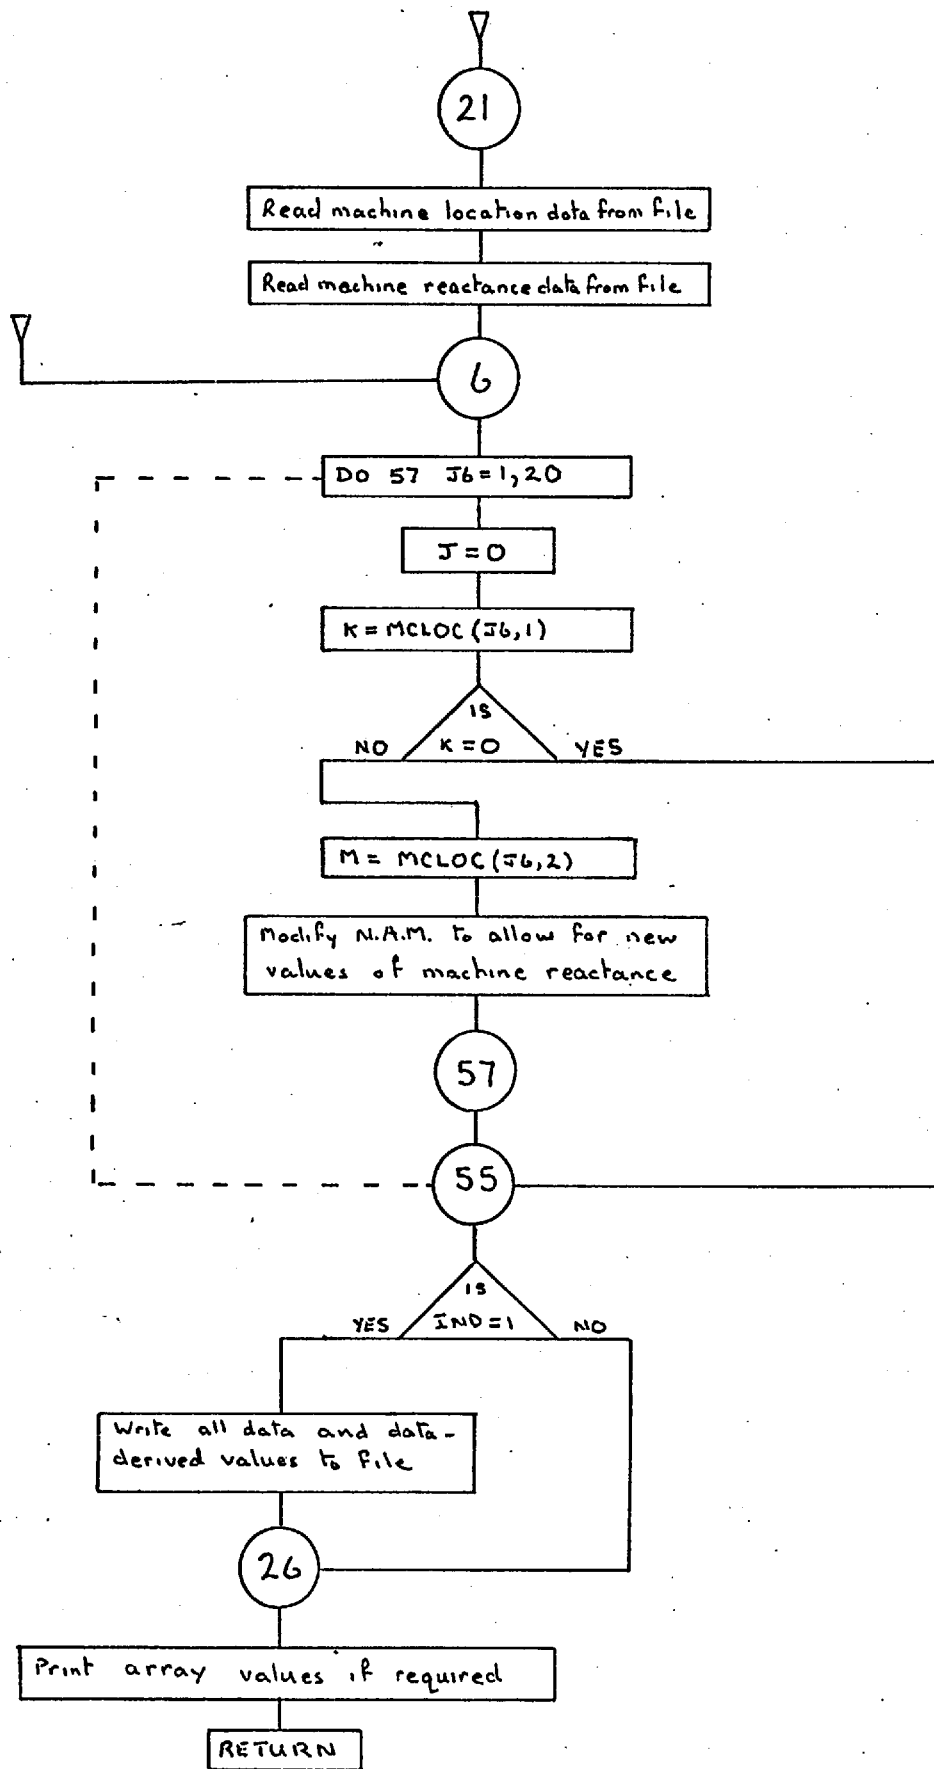 21
Read machine location data from file
Read machine reactance data from file
6
DO 57 J6=1,20
J=0
K=MCLOC(J6,1)
IS
NO K=0 YES
M= MCLOC(J6,2)
Modify N.A.M. to allow for new
values of machine reactance
57
55
IS
YES IND=1 NO
Write all data and data-
derived values to file
26
Print array values if required
RETURN